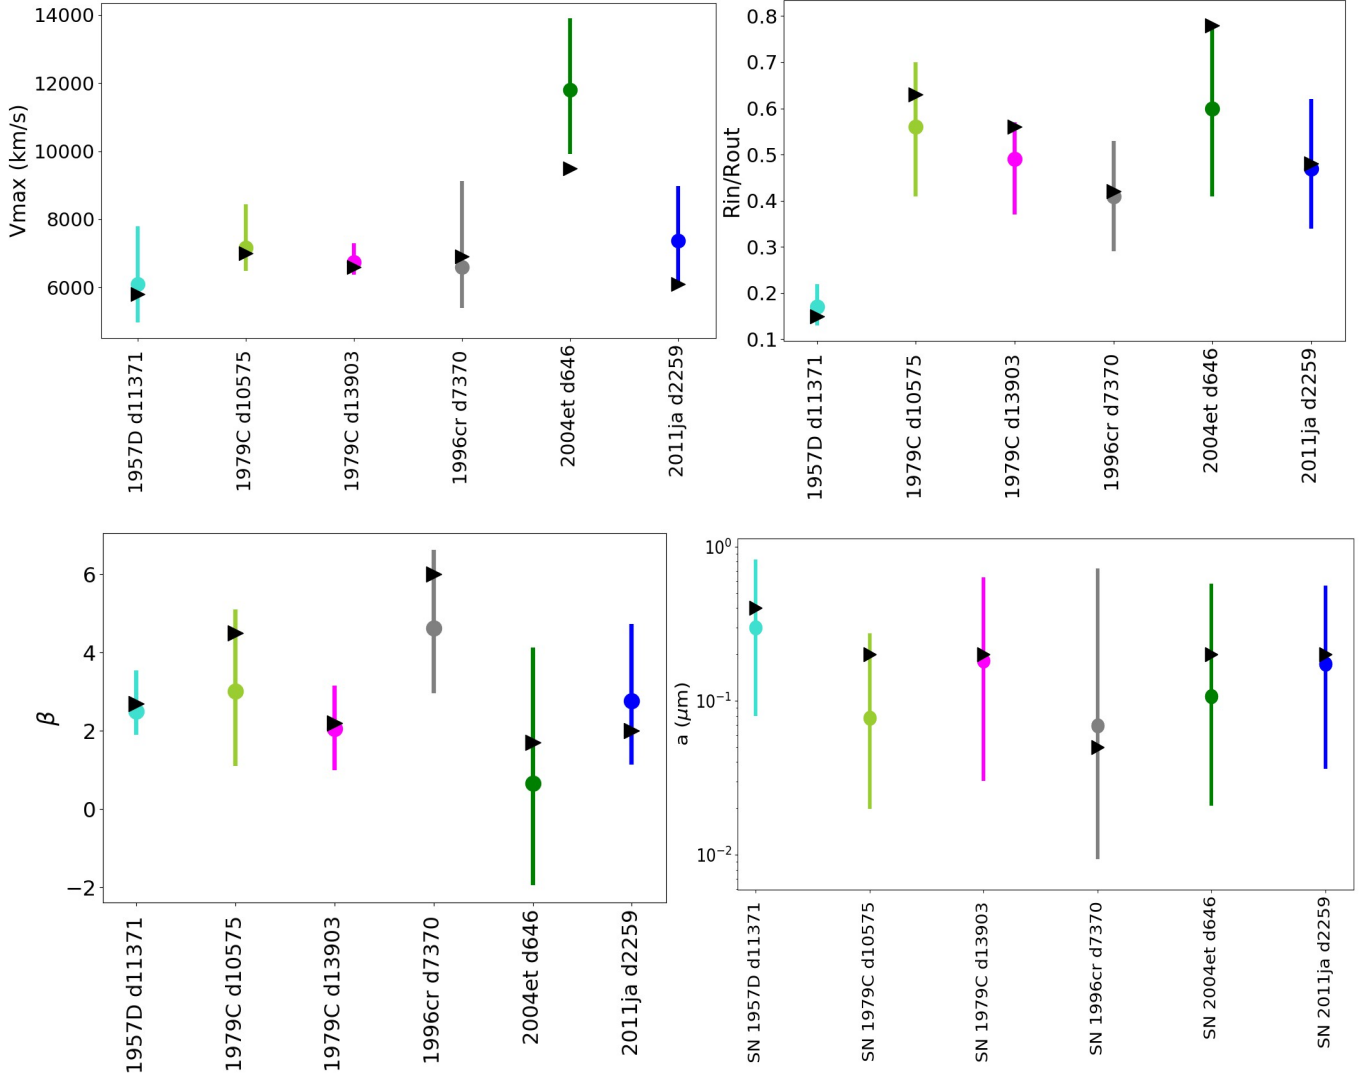 Vmax (km/s)
14000
12000
10000
8000
6000
1957D d11371
1979C d10575
1979C d13903
1996cr d7370
2004et d646
2011ja d2259
Rin/Rout
0.8
0.7
0.6
0.5
0.4
0.3
0.2
0.1
1957D d11371
1979C d10575
1979C d13903
1996cr d7370
2004et d646
2011ja d2259
β
6
4
2
0
−2
1957D d11371
1979C d10575
1979C d13903
1996cr d7370
2004et d646
2011ja d2259
a (μm)
10⁰
10⁻¹
10⁻²
SN 1957D d11371
SN 1979C d10575
SN 1979C d13903
SN 1996cr d7370
SN 2004et d646
SN 2011ja d2259